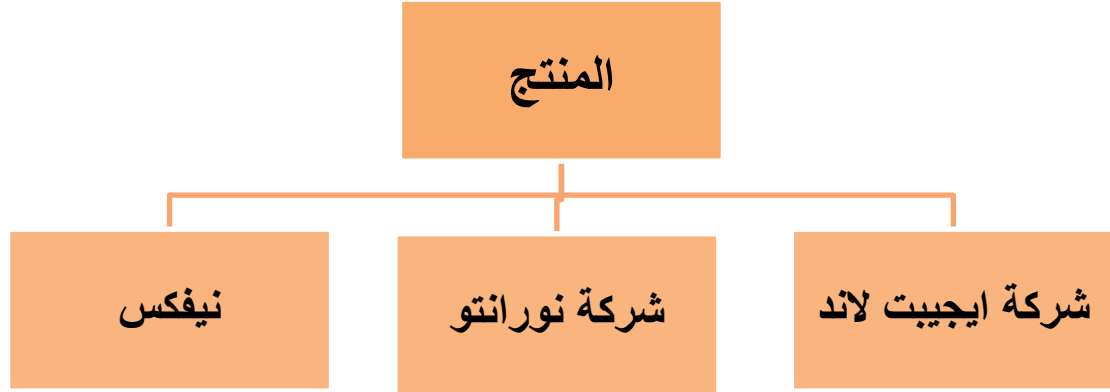 المنتج
شركة ايجيبت لاند
شركة نورانتو
نيفكس